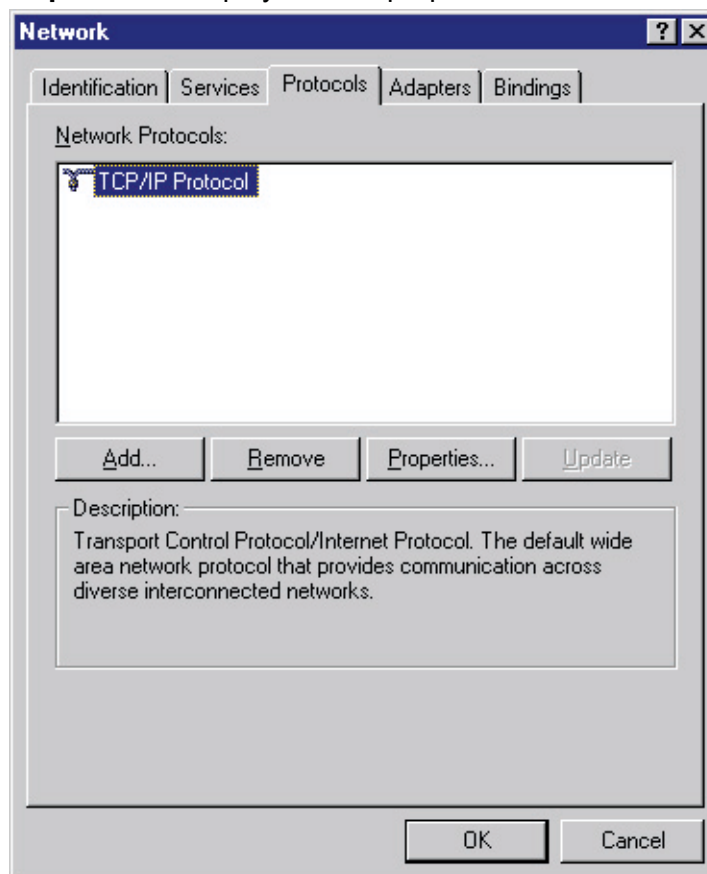 Network
Identification Services Protocols Adapters Bindings
Network Protocols:
TCP/IP Protocol
Add... Remove Properties... Update
Description:
Transport Control Protocol/Internet Protocol. The default wide
area network protocol that provides communication across
diverse interconnected networks.
OK Cancel